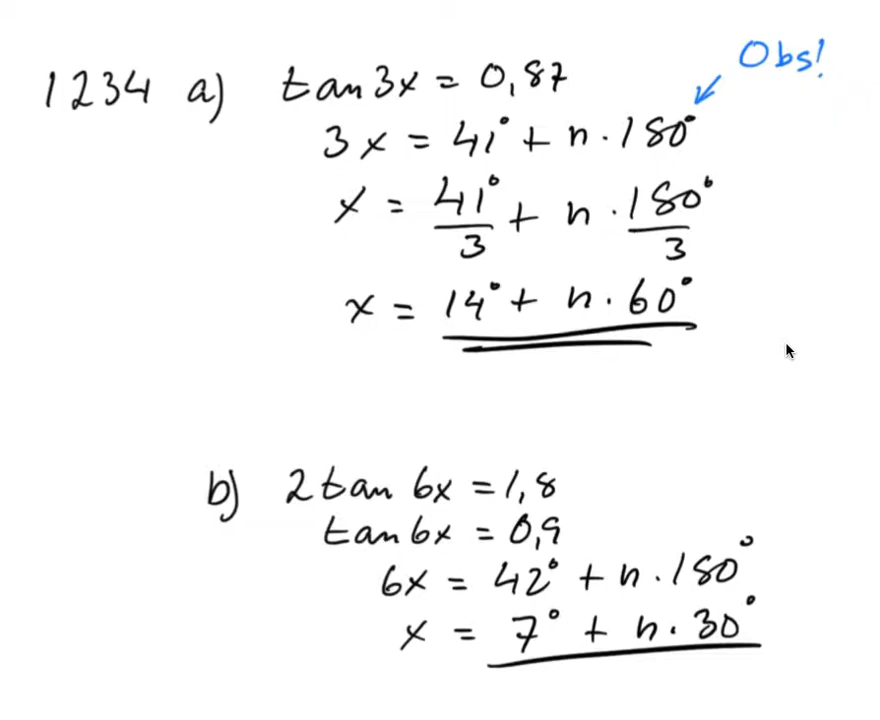 Obs!
1234 a) tan 3x = 0,87
3x = 41° + n · 180°
x = 41°/3 + n · 180°/3
x = 14° + n · 60°
b) 2 tan 6x = 1,8
tan 6x = 0,9
6x = 42° + n · 180°
x = 7° + n · 30°